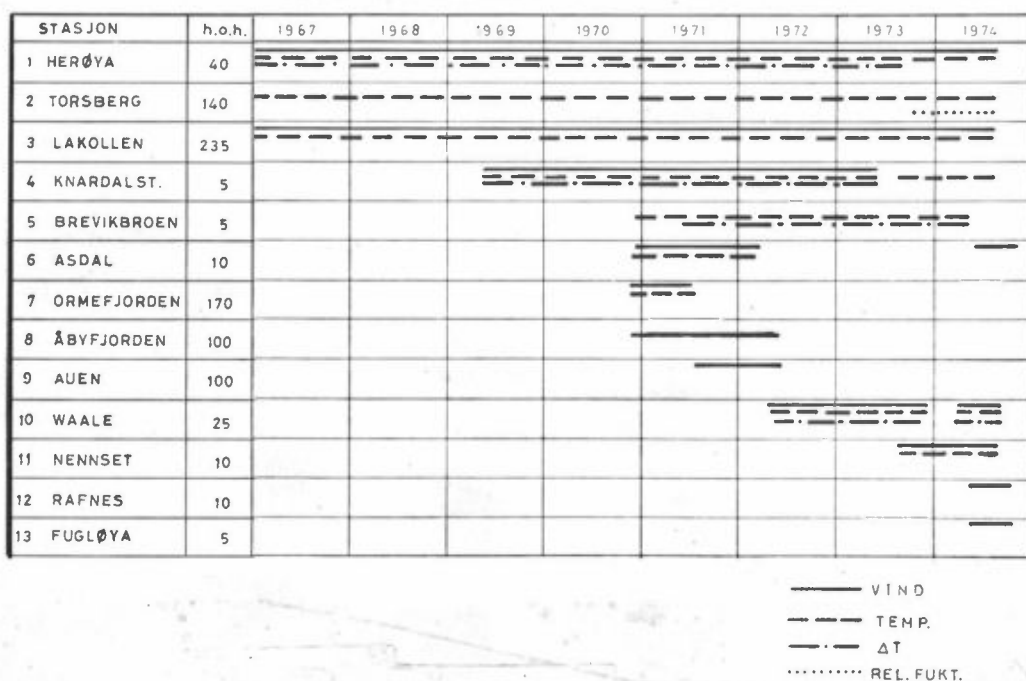 STASJON h.o.h. 1967 1968 1969 1970 1971 1972 1973 1974
1 HERØYA 40
2 TORSBERG 140
3 LAKOLLEN 235
4 KNARDALST. 5
5 BREVIKBROEN 5
6 ASDAL 10
7 ORMEFJORDEN 170
8 ÅBYFJORDEN 100
9 AUEN 100
10 WAALE 25
11 NENNSET 10
12 RAFNES 10
13 FUGLØYA 5
VIND
TEMP.
ΔT
REL. FUKT.